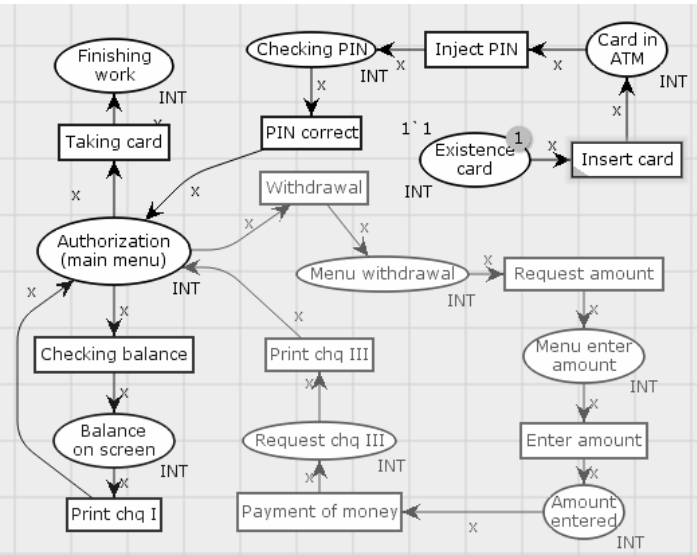 Finishing
work
INT
x
Taking card
x
Authorization
(main menu)
INT
x
x
Checking balance
x
Balance
on screen
INT
x
Print chq I
Checking PIN
INT
x
Inject PIN
x
Card in
ATM
INT
x
PIN correct
x
1`1
1
Existence
card
INT
x
Insert card
x
Withdrawal
x
Menu withdrawal
INT
x
Request amount
x
Menu enter
amount
INT
x
Enter amount
x
Amount
entered
INT
x
Payment of money
x
Request chq III
INT
x
Print chq III
x